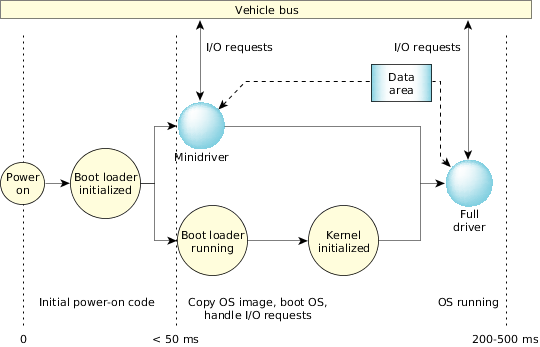 Vehicle bus
I/O requests
I/O requests
Data
area
Minidriver
Power
on
Boot loader
initialized
Full
driver
Boot loader
running
Kernel
initialized
Initial power-on code
Copy OS image, boot OS,
handle I/O requests
OS running
0
< 50 ms
200-500 ms